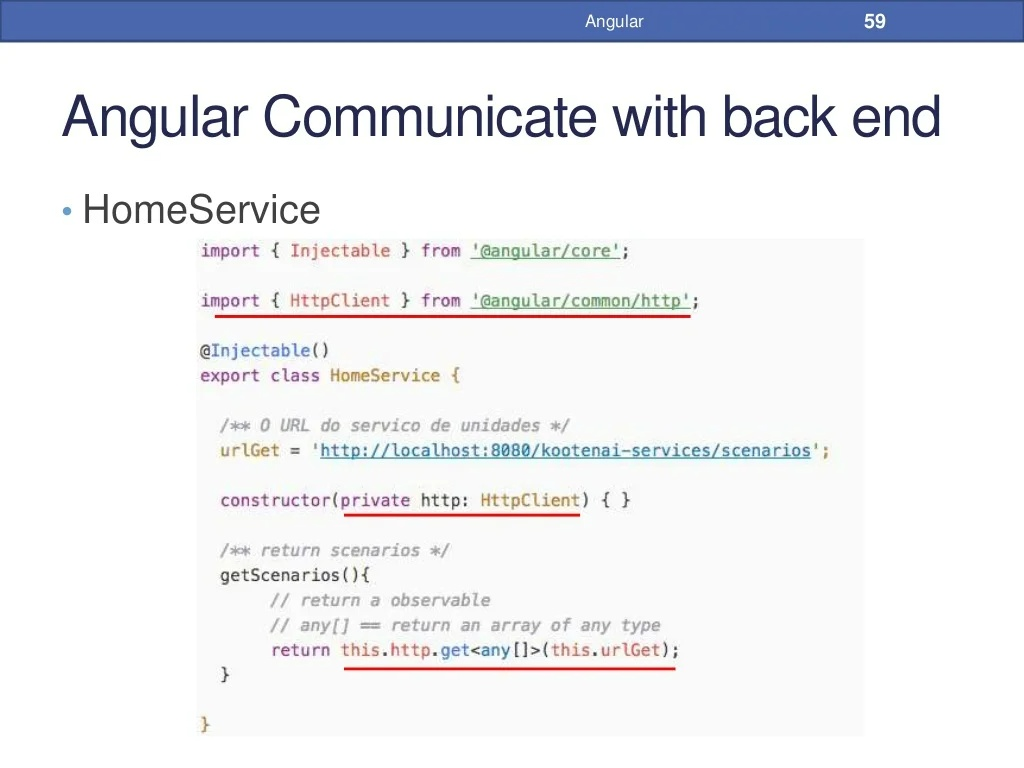 Angular 59
Angular Communicate with back end
• HomeService
import { Injectable } from '@angular/core';
import { HttpClient } from '@angular/common/http';
@Injectable()
export class HomeService {
/** O URL do servico de unidades */
urlGet = 'http://localhost:8080/kootenai-services/scenarios';
constructor(private http: HttpClient) { }
/** return scenarios */
getScenarios(){
// return a observable
// any[] == return an array of any type
return this.http.get<any[]>(this.urlGet);
}
}